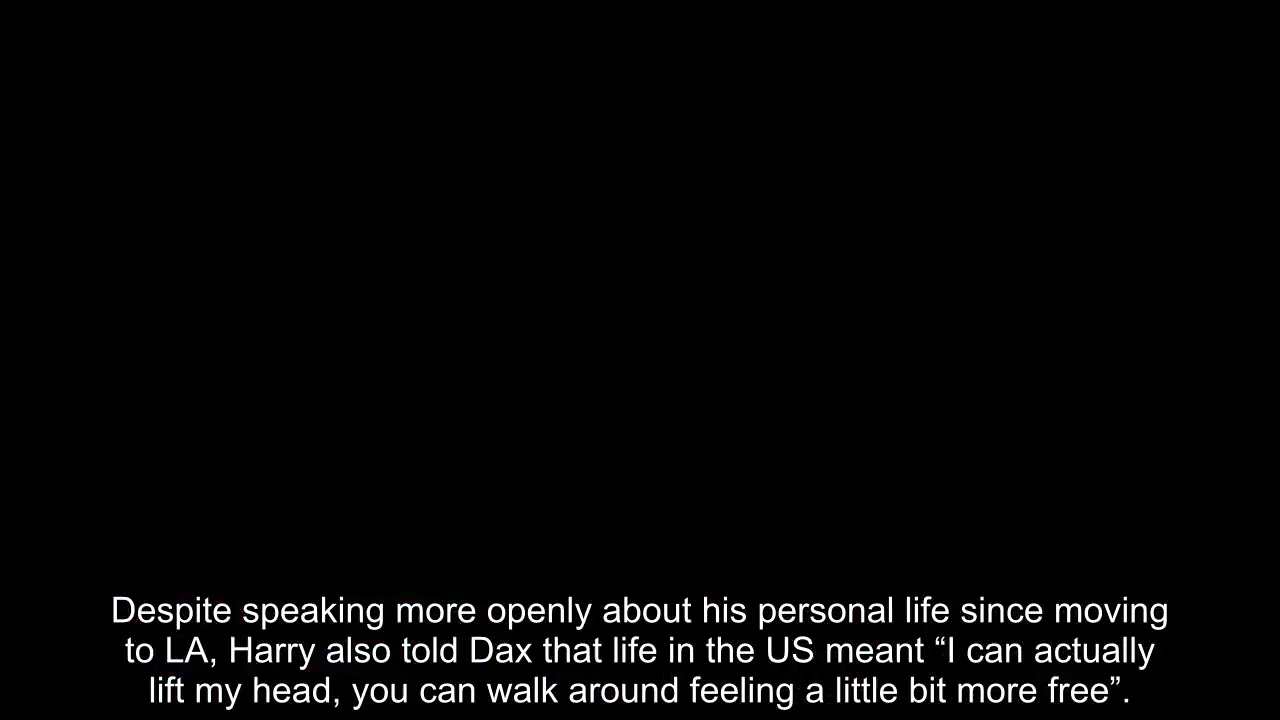 Despite speaking more openly about his personal life since moving
to LA, Harry also told Dax that life in the US meant “I can actually
lift my head, you can walk around feeling a little bit more free”.